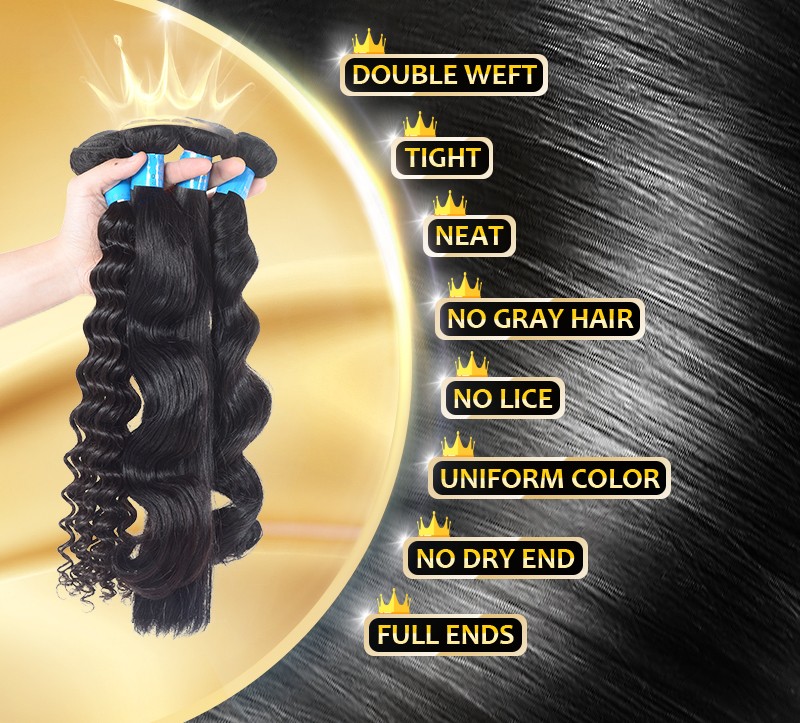 DOUBLE WEFT
TIGHT
NEAT
NO GRAY HAIR
NO LICE
UNIFORM COLOR
NO DRY END
FULL ENDS